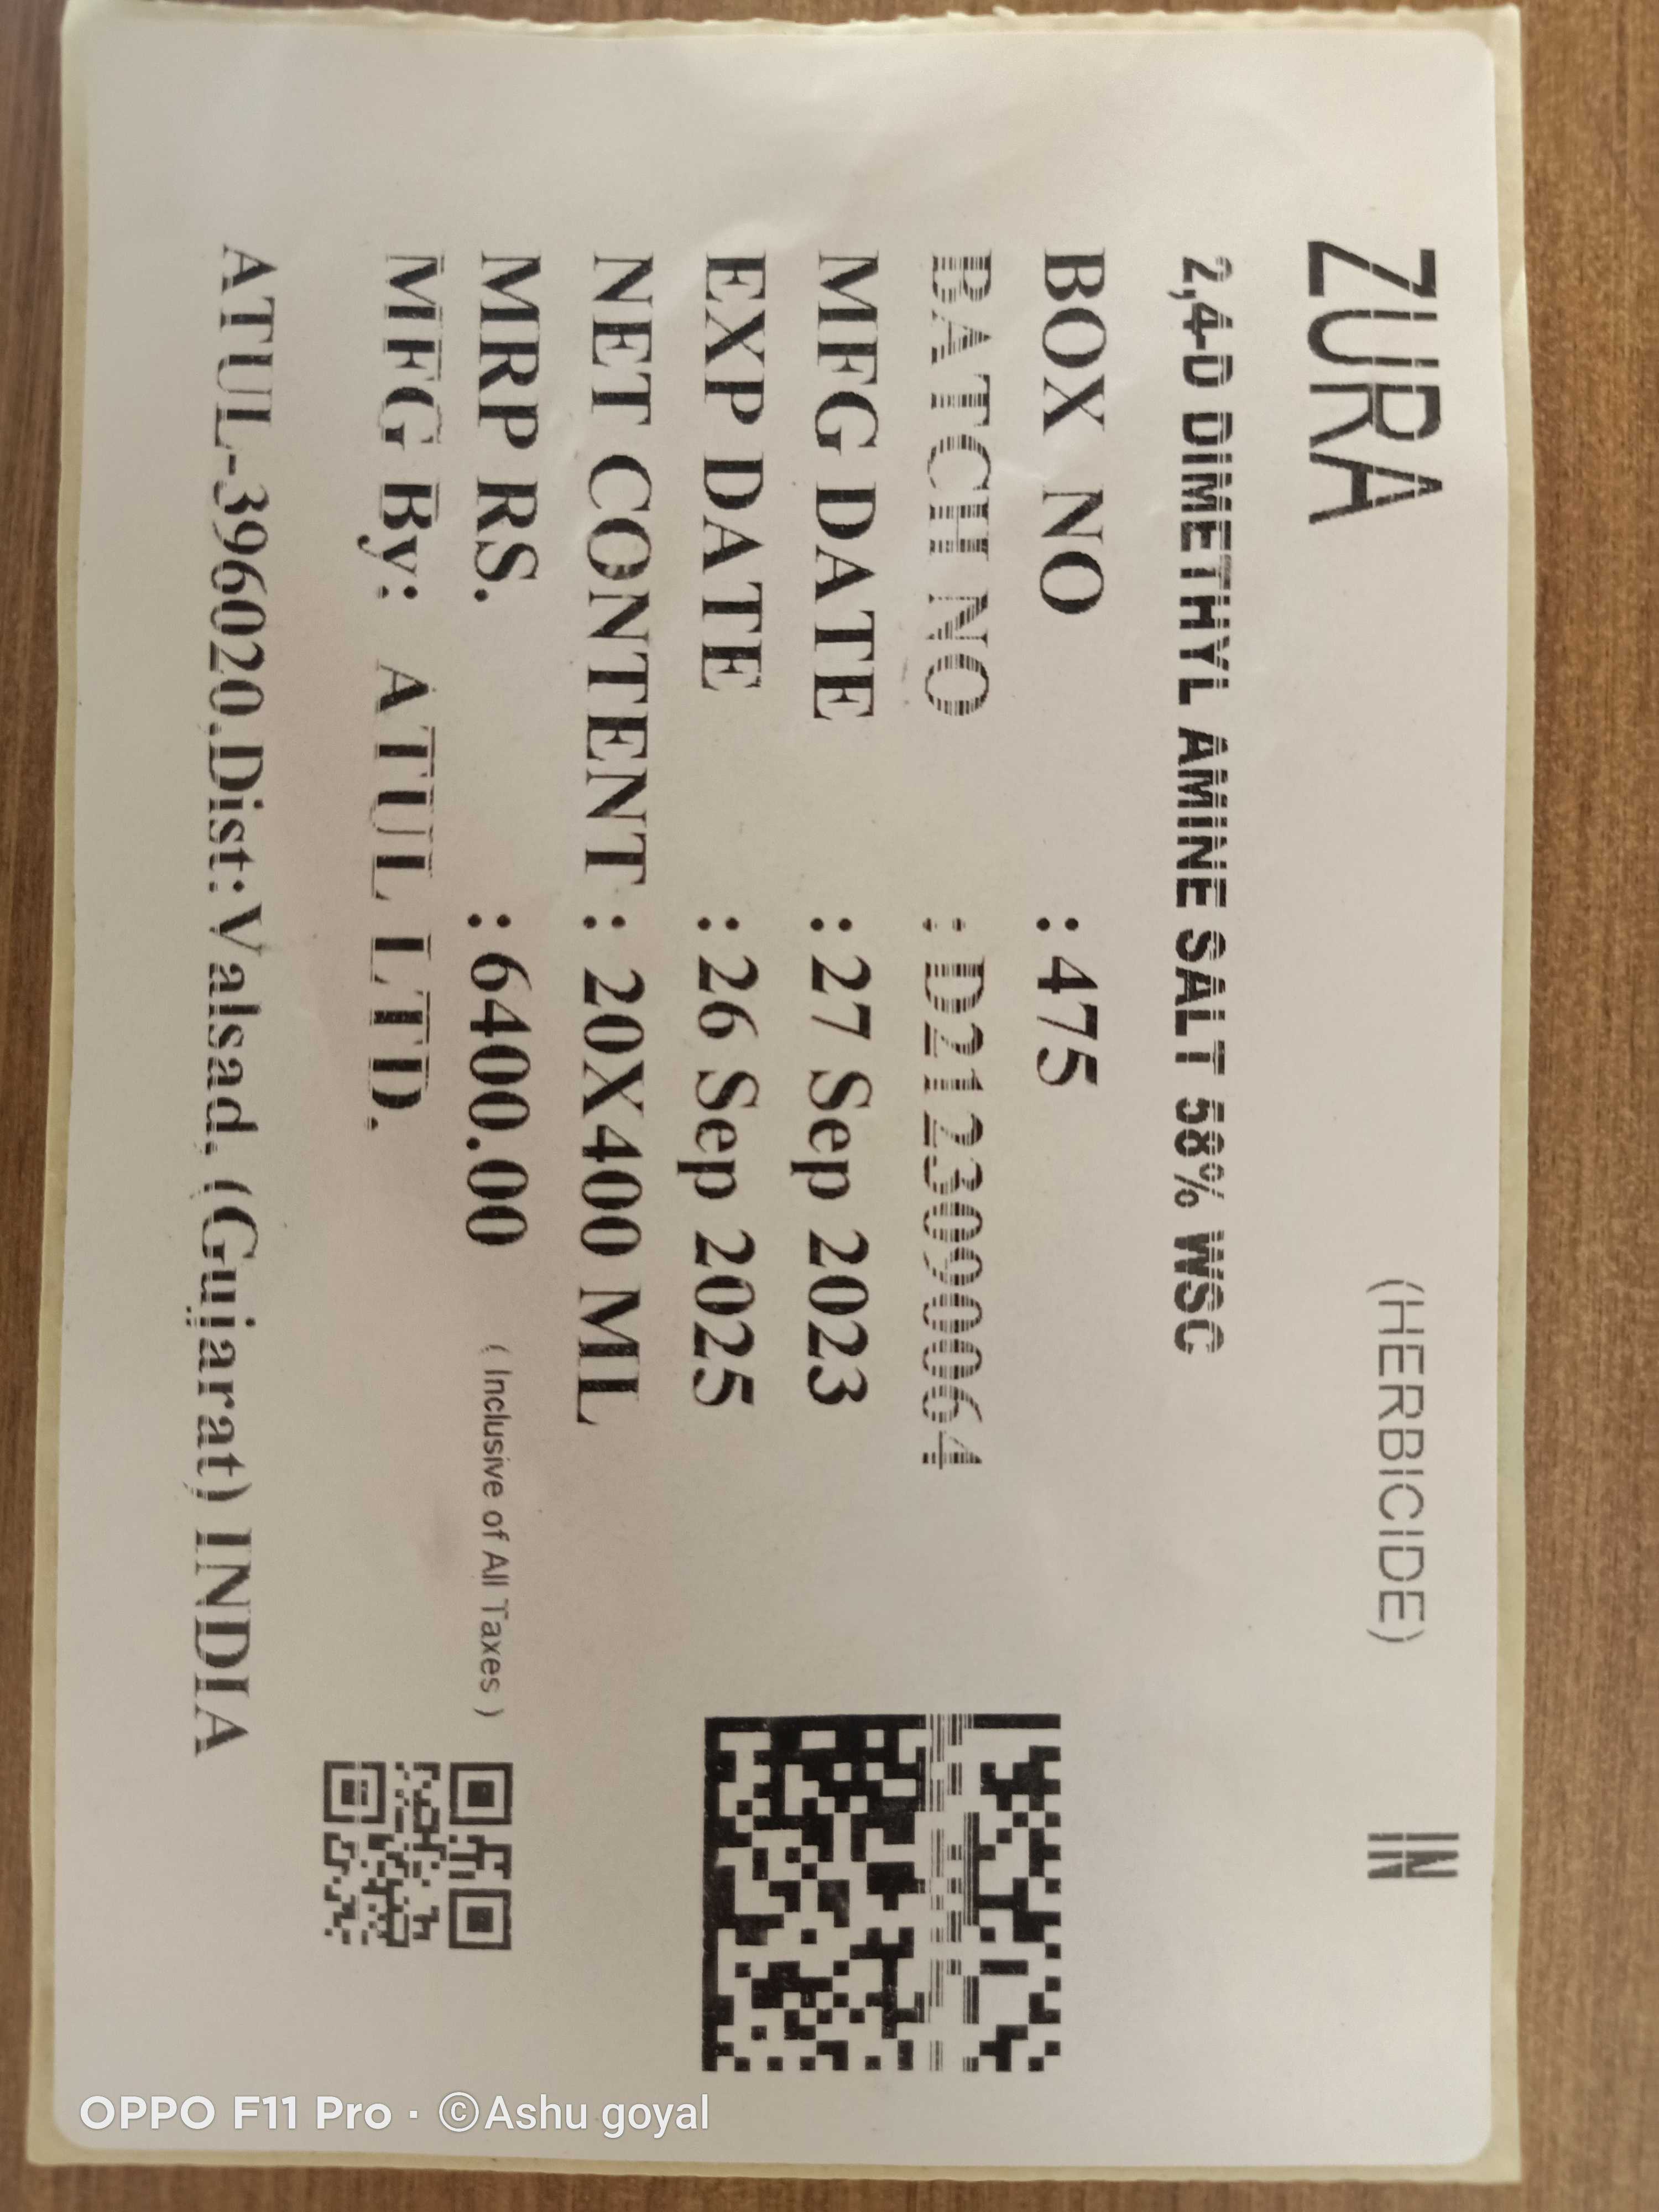 ZURA (HERBICIDE) IN
2,4-D DIMETHYL AMINE SALT 58% WSC
BOX NO : 475
BATCH NO : D2123090064
MFG DATE : 27 Sep 2023
EXP DATE : 26 Sep 2025
NET CONTENT : 20X400 ML
MRP RS. : 6400.00 ( Inclusive of All Taxes )
MFG By: ATUL LTD.
ATUL-396020.Dist:Valsad. (Gujarat) INDIA
OPPO F11 Pro · ©Ashu goyal